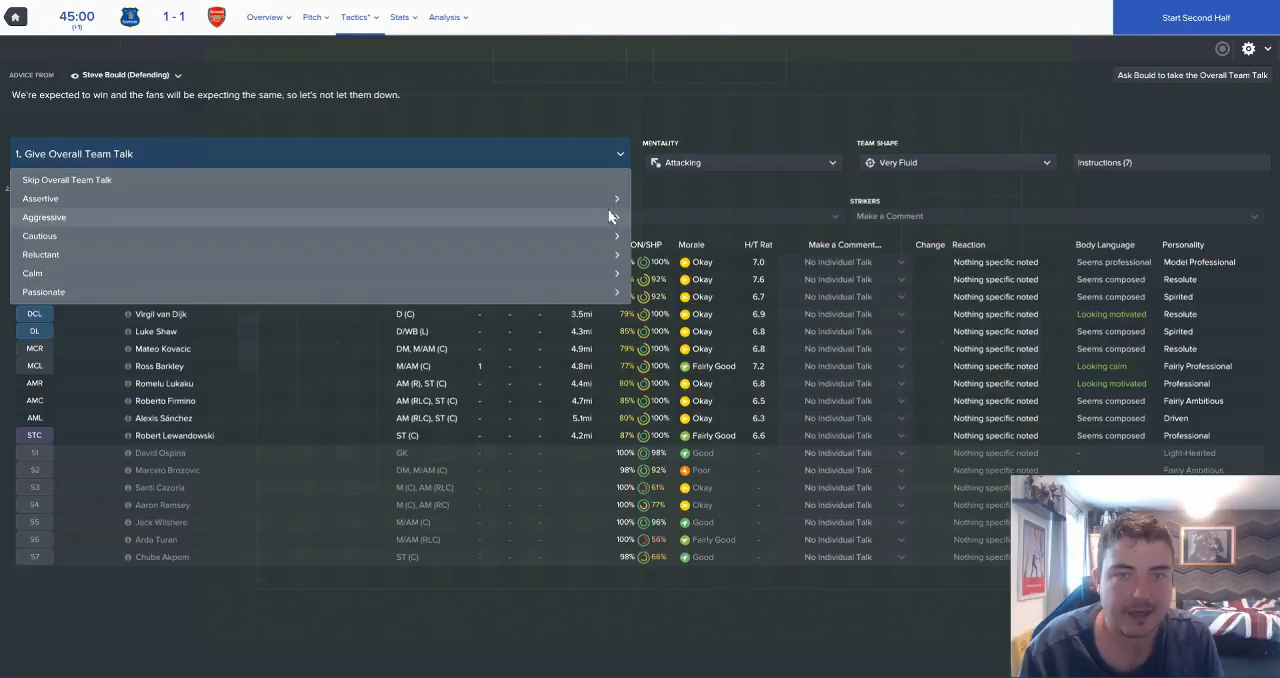 45:00
(+1)
1 - 1
Overview
Pitch
Tactics*
Stats
Analysis
Start Second Half
ADVICE FROM
Steve Bould (Defending)
Ask Bould to take the Overall Team Talk
We're expected to win and the fans will be expecting the same, so let's not let them down.
1. Give Overall Team Talk
MENTALITY
Attacking
TEAM SHAPE
Very Fluid
Instructions (7)
Skip Overall Team Talk
Assertive
Aggressive
Cautious
Reluctant
Calm
Passionate
STRIKERS
Make a Comment
CON/SHP Morale H/T Rat Make a Comment... Change Reaction Body Language Personality
100% Okay 7.0 No Individual Talk Nothing specific noted Seems professional Model Professional
92% 100% Okay 7.6 No Individual Talk Nothing specific noted Seems composed Resolute
92% 100% Okay 6.7 No Individual Talk Nothing specific noted Seems composed Spirited
DCL Virgil van Dijk D (C) - - - 3.5mi 79% 100% Okay 6.9 No Individual Talk Nothing specific noted Looking motivated Resolute
DL Luke Shaw D/WB (L) - - - 4.3mi 85% 100% Okay 6.8 No Individual Talk Nothing specific noted Seems composed Spirited
MCR Mateo Kovacic DM, M/AM (C) - - - 4.9mi 79% 100% Okay 6.8 No Individual Talk Nothing specific noted Seems composed Resolute
MCL Ross Barkley M/AM (C) 1 - - 4.8mi 77% 100% Fairly Good 7.2 No Individual Talk Nothing specific noted Looking calm Fairly Professional
AMR Romelu Lukaku AM (R), ST (C) - - - 4.4mi 80% 100% Okay 6.8 No Individual Talk Nothing specific noted Looking motivated Professional
AMC Roberto Firmino AM (RLC), ST (C) - - - 4.7mi 85% 100% Okay 6.5 No Individual Talk Nothing specific noted Seems composed Fairly Ambitious
AML Alexis Sánchez AM (RLC), ST (C) - - - 5.1mi 80% 100% Okay 6.3 No Individual Talk Nothing specific noted Seems composed Driven
STC Robert Lewandowski ST (C) - - - 4.2mi 87% 100% Fairly Good 6.6 No Individual Talk Nothing specific noted Seems composed Professional
S1 David Ospina GK 100% 98% Good - No Individual Talk Nothing specific noted - Light-Hearted
S2 Marcelo Brozovic DM, M/AM (C) 98% 92% Poor - No Individual Talk Nothing specific noted - Fairly Ambitious
S3 Santi Cazorla M (C), AM (RLC) 100% 61% Okay - No Individual Talk Nothing specifi
S4 Aaron Ramsey M (C), AM (RC) 100% 77% Okay - No Individual Talk Nothing specifi
S5 Jack Wilshere M/AM (C) 100% 96% Good - No Individual Talk Nothing specifi
S6 Arda Turan M/AM (RLC) 100% 56% Fairly Good - No Individual Talk Nothing specifi
S7 Chuba Akpom ST (C) 98% 66% Good - No Individual Talk Nothing specifi